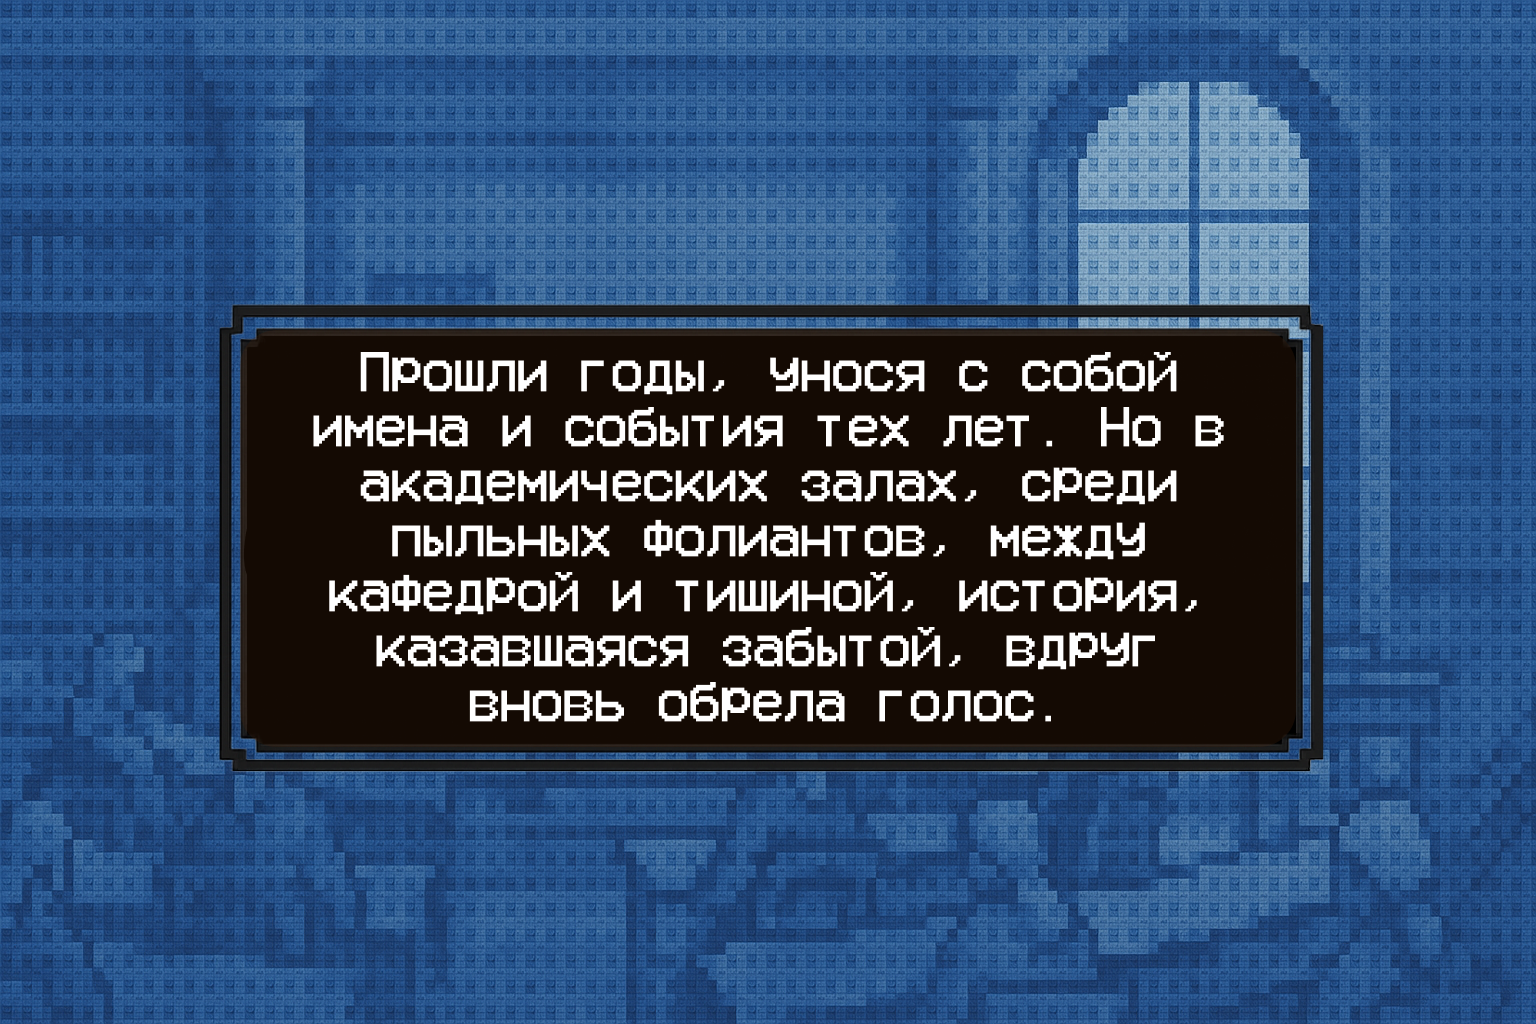 Прошли годы, унося с собой
имена и события тех лет. Но в
академических залах, среди
пыльных фолиантов, между
кафедрой и тишиной, история,
казавшаяся забытой, вдруг
вновь обрела голос.